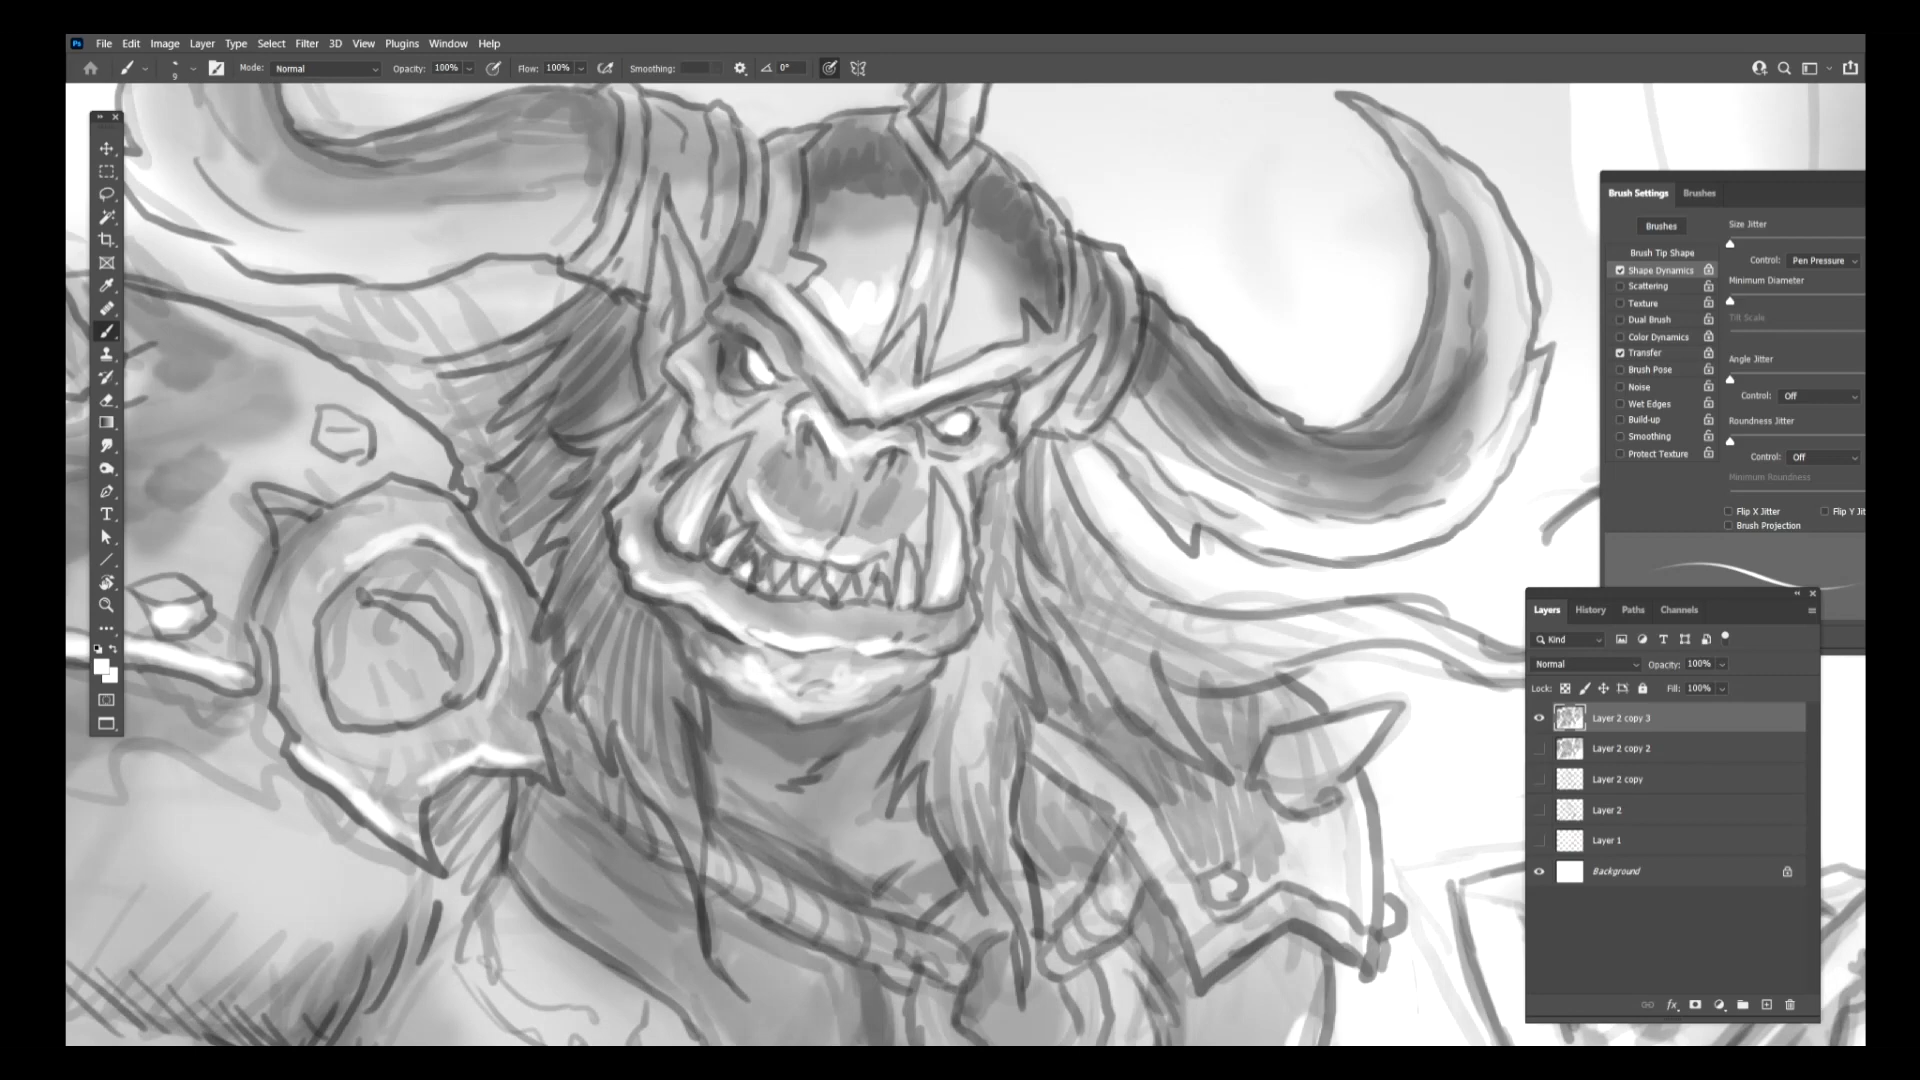 Ps File Edit Image Layer Type Select Filter 3D View Plugins Window Help
9 Mode: Normal Opacity: 100% Flow: 100% Smoothing: 0°
Brush Settings Brushes
Brushes
Brush Tip Shape
Shape Dynamics
Scattering
Texture
Dual Brush
Color Dynamics
Transfer
Brush Pose
Noise
Wet Edges
Build-up
Smoothing
Protect Texture
Size Jitter
Control: Pen Pressure
Minimum Diameter
Tilt Scale
Angle Jitter
Control: Off
Roundness Jitter
Control: Off
Minimum Roundness
Flip X Jitter Flip Y Jit
Brush Projection
Layers History Paths Channels
Kind
Normal Opacity: 100%
Lock: Fill: 100%
Layer 2 copy 3
Layer 2 copy 2
Layer 2 copy
Layer 2
Layer 1
Background
fx